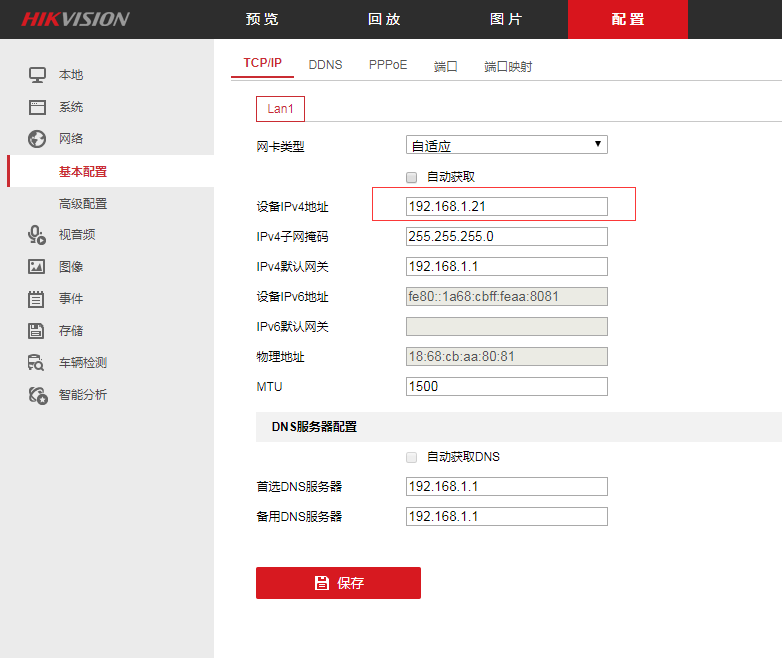 HIKVISION
预览 回放 图片 配置
本地
系统
网络
基本配置
高级配置
视音频
图像
事件
存储
车辆检测
智能分析
TCP/IP DDNS PPPoE 端口 端口映射
Lan1
网卡类型 自适应
自动获取
设备IPv4地址 192.168.1.21
IPv4子网掩码 255.255.255.0
IPv4默认网关 192.168.1.1
设备IPv6地址 fe80::1a68:cbff:feaa:8081
IPv6默认网关
物理地址 18:68:cb:aa:80:81
MTU 1500
DNS服务器配置
自动获取DNS
首选DNS服务器 192.168.1.1
备用DNS服务器 192.168.1.1
保存